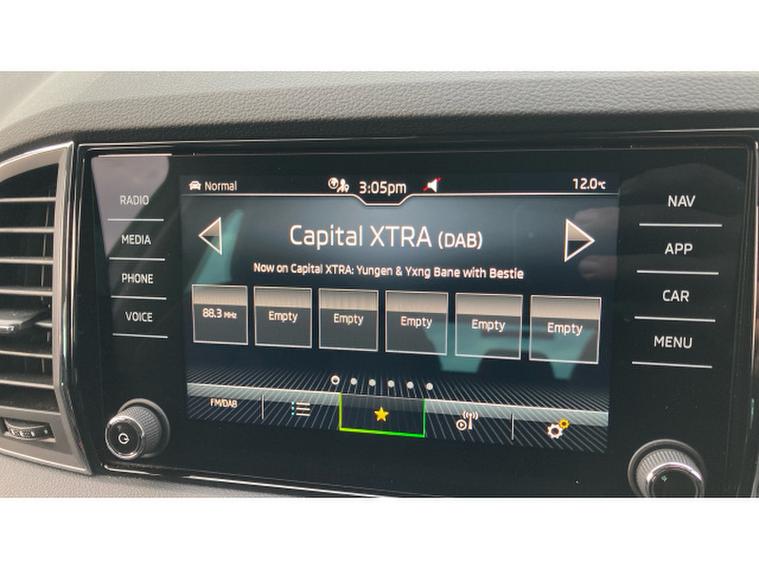 RADIO
MEDIA
PHONE
VOICE
Normal
3:05pm
12.0°C
Capital XTRA (DAB)
Now on Capital XTRA: Yungen & Yxng Bane with Bestie
88.3 MHz
Empty
Empty
Empty
Empty
Empty
FM/DAB
NAV
APP
CAR
MENU